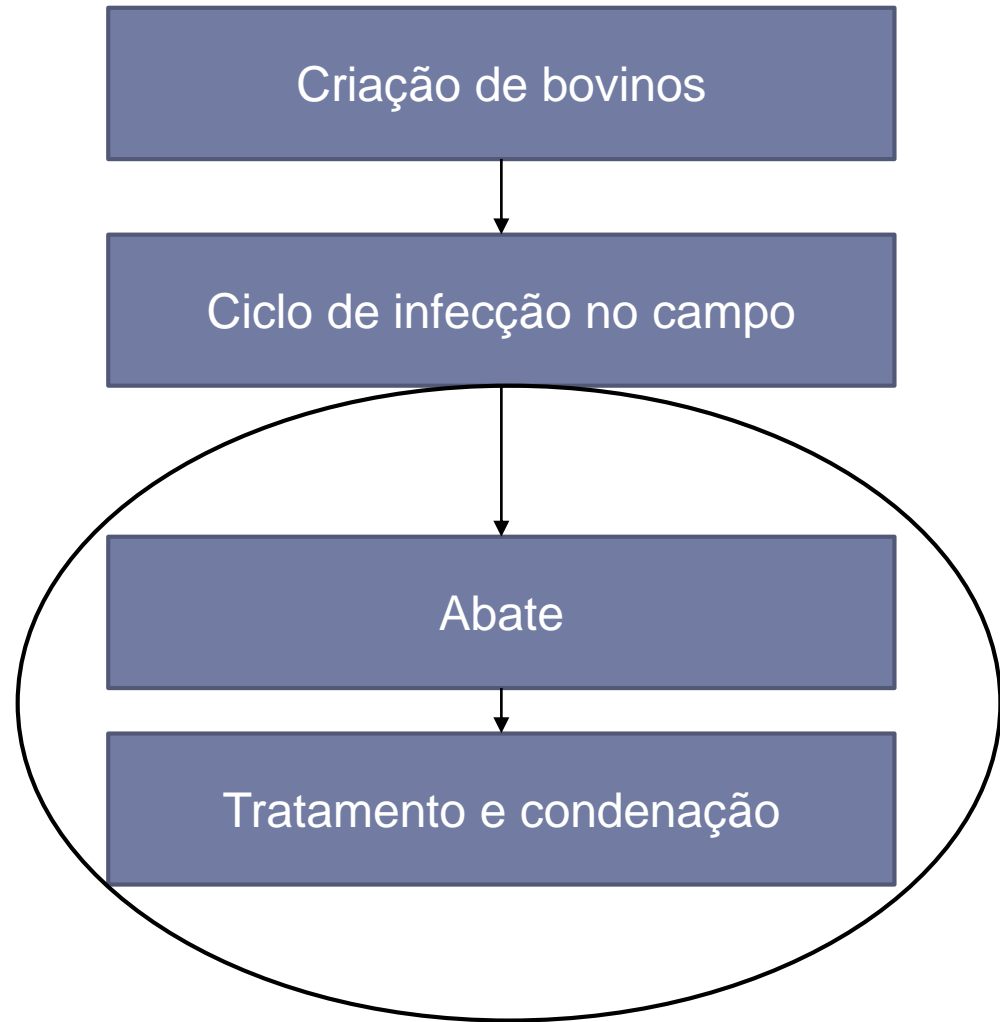 Criação de bovinos
Ciclo de infecção no campo
Abate
Tratamento e condenação